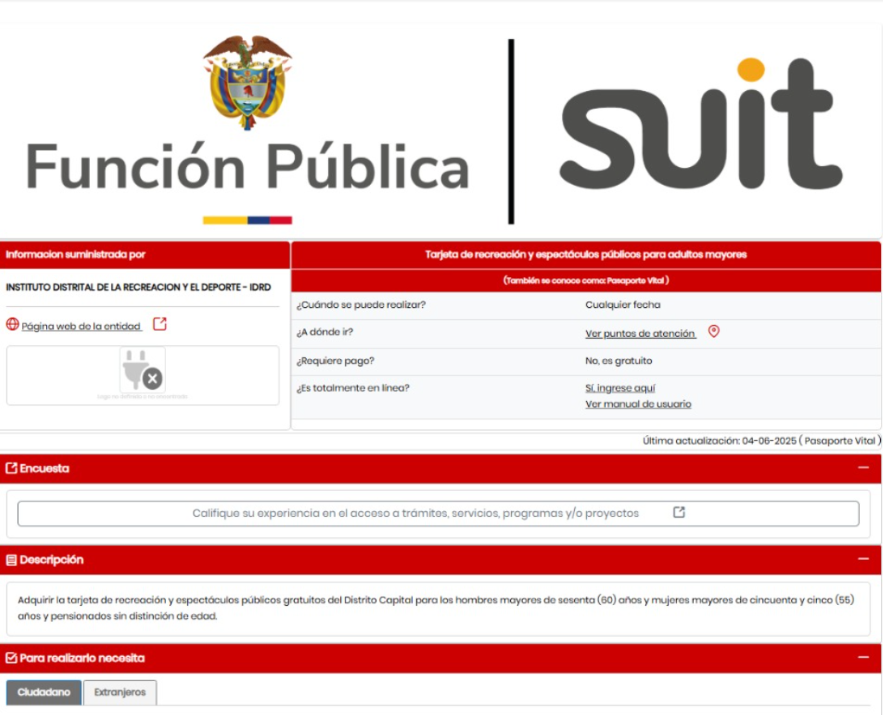 Función Pública
suit
Informacion suministrada por
INSTITUTO DISTRITAL DE LA RECREACION Y EL DEPORTE - IDRD
Página web de la entidad
Logo no definido o no encontrado
Tarjeta de recreación y espectáculos públicos para adultos mayores
(También se conoce como: Pasaporte Vital )
¿Cuándo se puede realizar? Cualquier fecha
¿A dónde ir? Ver puntos de atención
¿Requiere pago? No, es gratuito
¿Es totalmente en línea? Sí, ingrese aquí
Ver manual de usuario
Última actualización: 04-06-2025 ( Pasaporte Vital )
Encuesta
Califique su experiencia en el acceso a trámites, servicios, programas y/o proyectos
Descripción
Adquirir la tarjeta de recreación y espectáculos públicos gratuitos del Distrito Capital para los hombres mayores de sesenta (60) años y mujeres mayores de cincuenta y cinco (55)
años y pensionados sin distinción de edad.
Para realizarlo necesita
Ciudadano
Extranjeros